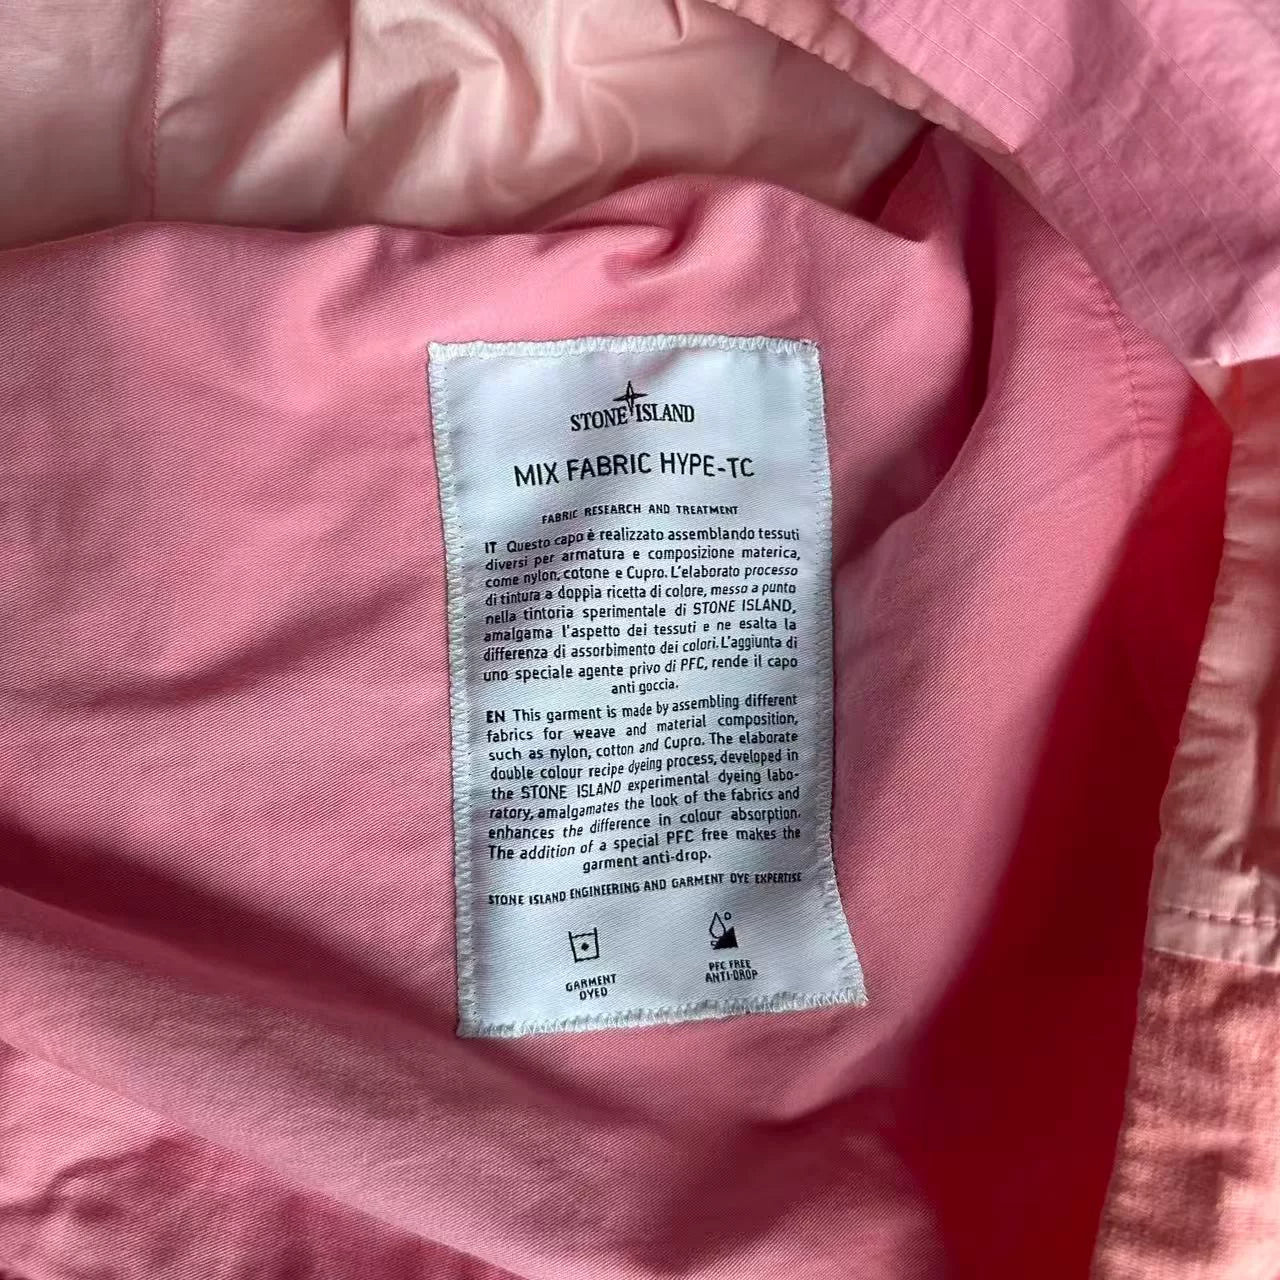 STONE ISLAND
MIX FABRIC HYPE-TC
FABRIC RESEARCH AND TREATMENT
IT Questo capo è realizzato assemblando tessuti
diversi per armatura e composizione materica,
come nylon, cotone e Cupro. L'elaborato processo
di tintura a doppia ricetta di colore, messo a punto
nella tintoria sperimentale di STONE ISLAND,
amalgama l'aspetto dei tessuti e ne esalta la
differenza di assorbimento dei colori. L'aggiunta di
uno speciale agente privo di PFC, rende il capo
anti goccia.
EN This garment is made by assembling different
fabrics for weave and material composition,
such as nylon, cotton and Cupro. The elaborate
double colour recipe dyeing process, developed in
the STONE ISLAND experimental dyeing labo-
ratory, amalgamates the look of the fabrics and
enhances the difference in colour absorption.
The addition of a special PFC free makes the
garment anti-drop.
STONE ISLAND ENGINEERING AND GARMENT DYE EXPERTISE
GARMENT
DYED
PFC FREE
ANTI-DROP